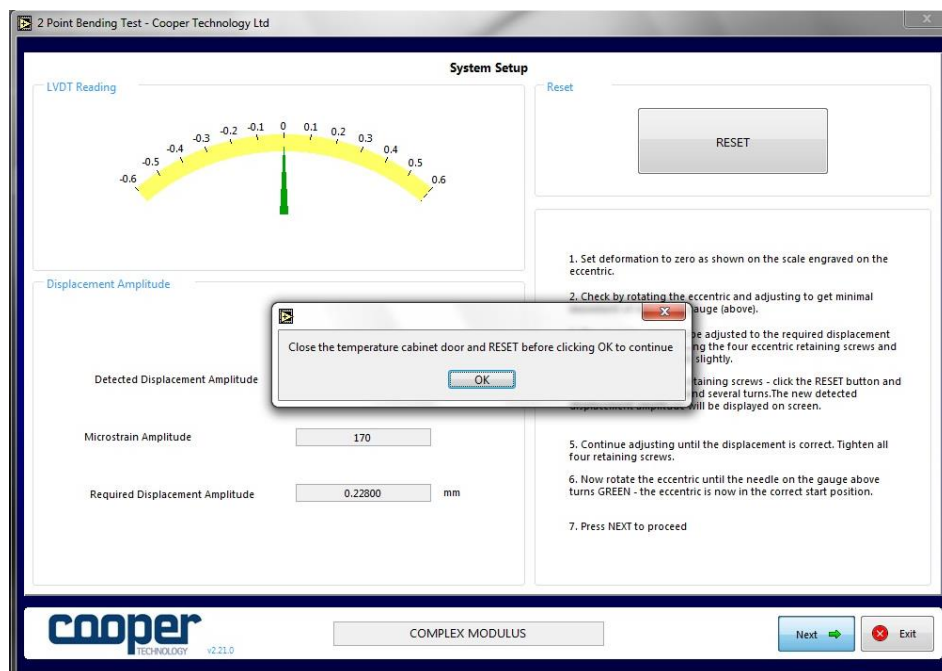 2 Point Bending Test - Cooper Technology Ltd
System Setup
LVDT Reading
-0.6 -0.5 -0.4 -0.3 -0.2 -0.1 0 0.1 0.2 0.3 0.4 0.5 0.6
Reset
RESET
Displacement Amplitude
Detected Displacement Amplitude
Microstrain Amplitude
170
Required Displacement Amplitude
0.22800
mm
Close the temperature cabinet door and RESET before clicking OK to continue
OK
1. Set deformation to zero as shown on the scale engraved on the
eccentric.
2. Check by rotating the eccentric and adjusting to get minimal
auge (above).
be adjusted to the required displacement
ng the four eccentric retaining screws and
slightly.
taining screws - click the RESET button and
nd several turns.The new detected
displacement amplitude will be displayed on screen.
5. Continue adjusting until the displacement is correct. Tighten all
four retaining screws.
6. Now rotate the eccentric until the needle on the gauge above
turns GREEN - the eccentric is now in the correct start position.
7. Press NEXT to proceed
cooper
TECHNOLOGY
v2.21.0
COMPLEX MODULUS
Next
Exit